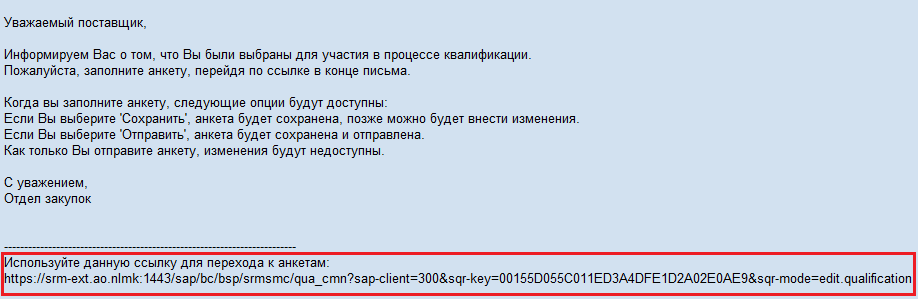 Уважаемый поставщик,
Информируем Вас о том, что Вы были выбраны для участия в процессе квалификации.
Пожалуйста, заполните анкету, перейдя по ссылке в конце письма.
Когда вы заполните анкету, следующие опции будут доступны:
Если Вы выберите 'Сохранить', анкета будет сохранена, позже можно будет внести изменения.
Если Вы выберите 'Отправить', анкета будет сохранена и отправлена.
Как только Вы отправите анкету, изменения будут недоступны.
С уважением,
Отдел закупок
-------------------------------------------------------------------------
Используйте данную ссылку для перехода к анкетам:
https://srm-ext.ao.nlmk:1443/sap/bc/bsp/srmsmc/qua_cmn?sap-client=300&sqr-key=00155D055C011ED3A4DFE1D2A02E0AE9&sqr-mode=edit.qualification